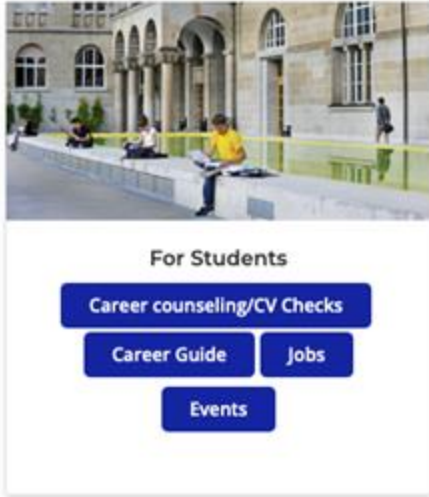 For Students
Career counseling/CV Checks
Career Guide Jobs
Events